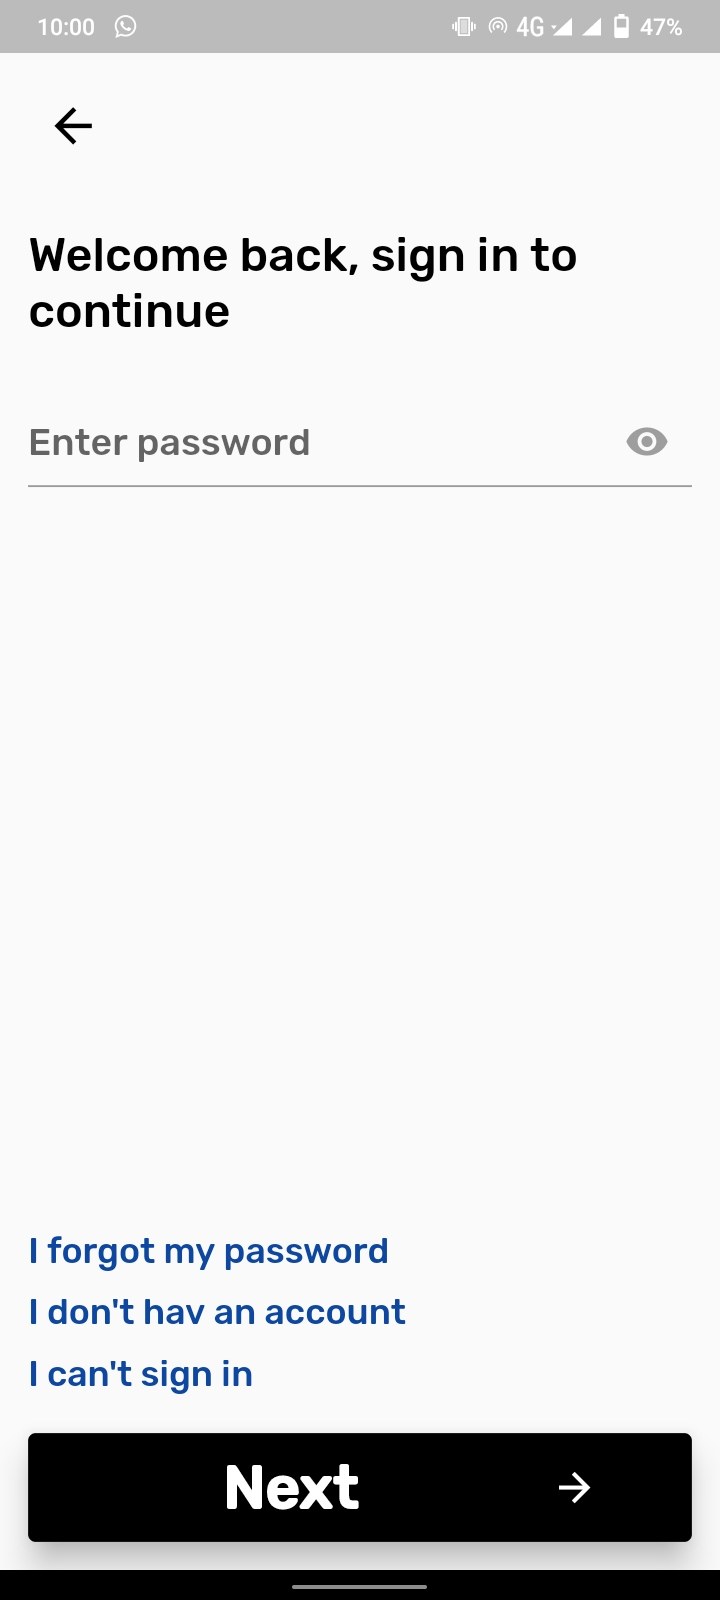 10:00 4G 47%
Welcome back, sign in to
continue
Enter password
I forgot my password
I don't hav an account
I can't sign in
Next